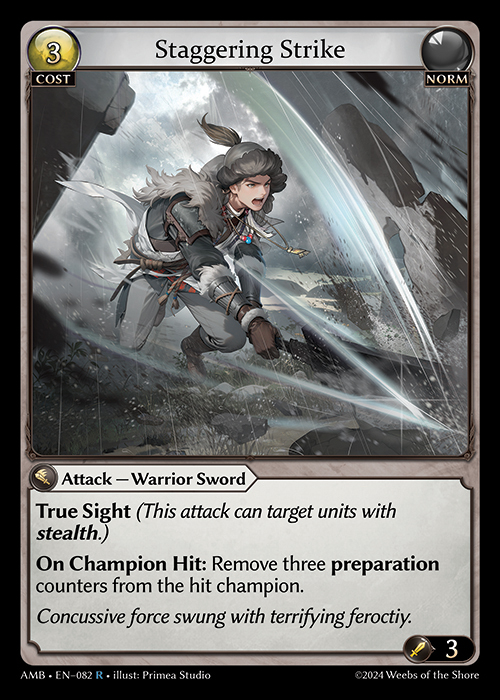 3
COST
Staggering Strike
NORM
Attack — Warrior Sword
True Sight (This attack can target units with
stealth.)
On Champion Hit: Remove three preparation
counters from the hit champion.
Concussive force swung with terrifying feroctiy.
3
AMB • EN–082 R • illust: Primea Studio
©2024 Weebs of the Shore